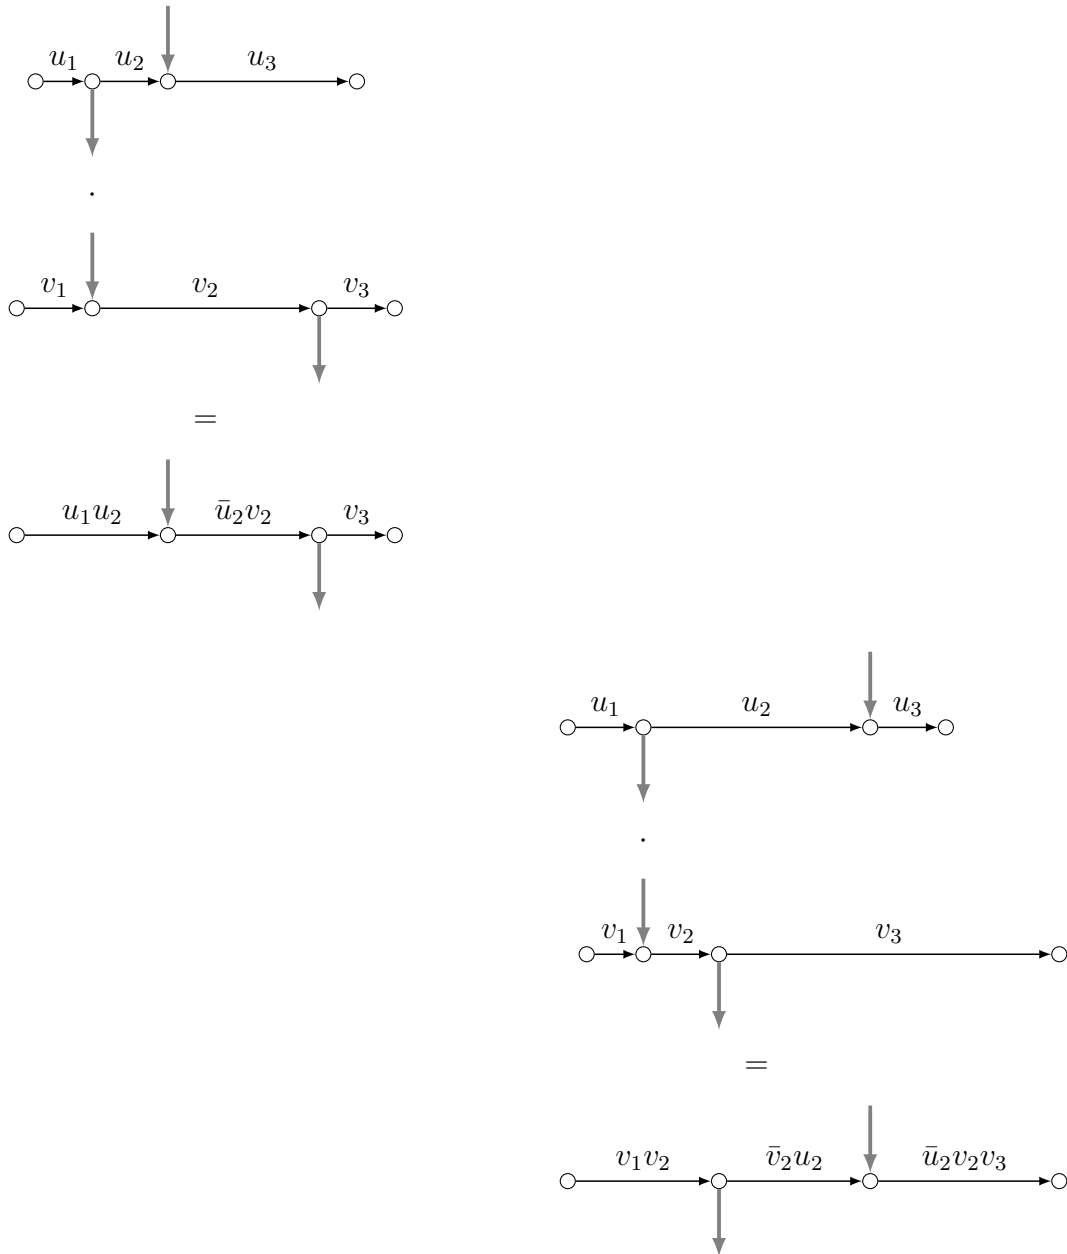 u₁ u₂ u₃
.
v₁ v₂ v₃
=
u₁u₂ ū₂v₂ v₃
u₁ u₂ u₃
.
v₁ v₂ v₃
=
v₁v₂ v̄₂u₂ ū₂v₂v₃